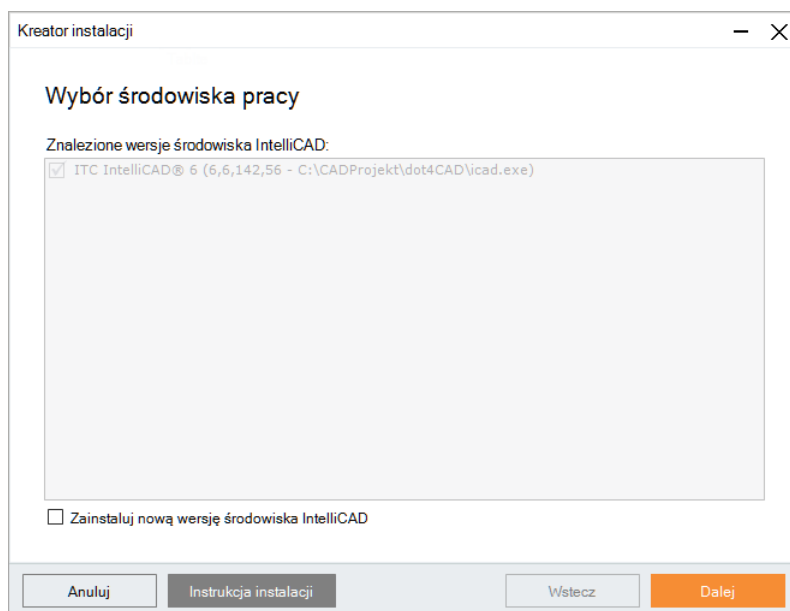 Kreator instalacji
Wybór środowiska pracy
Znalezione wersje środowiska IntelliCAD:
ITC IntelliCAD® 6 (6,6,142,56 - C:\CADProjekt\dot4CAD\icad.exe)
Zainstaluj nową wersję środowiska IntelliCAD
Anuluj Instrukcja instalacji Wstecz Dalej